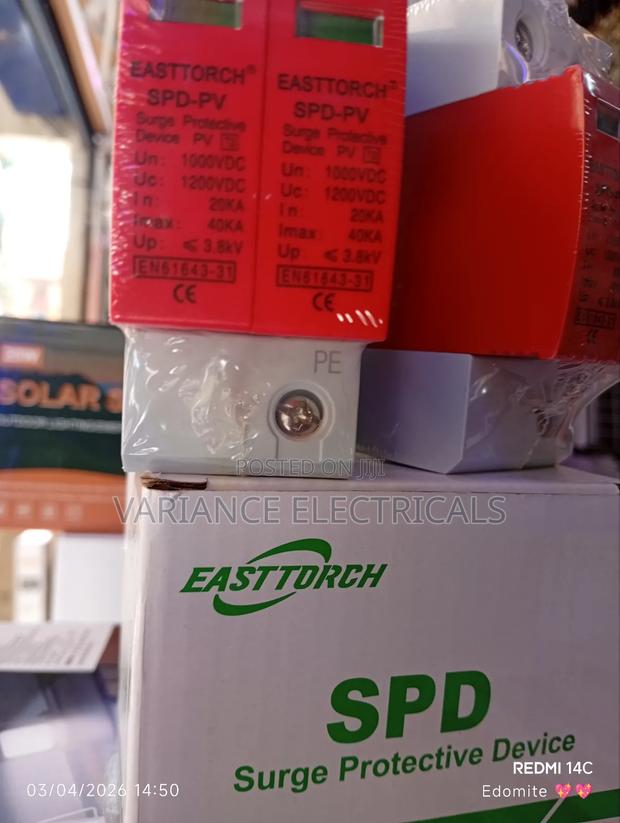 EASTTORCH®
SPD-PV
Surge Protective
Device PV T2
Un: 1000VDC
Uc: 1200VDC
In: 20KA
Imax: 40KA
Up: ≤ 3.8kV
EN61643-31
CE
EASTTORCH®
SPD-PV
Surge Protective
Device PV T2
Un: 1000VDC
Uc: 1200VDC
In: 20KA
Imax: 40KA
Up: ≤ 3.8kV
EN61643-31
CE
PE
SOLAR S
POSTED ON JIJI
VARIANCE ELECTRICALS
EASTTORCH
SPD
Surge Protective Device
REDMI 14C
03/04/2026 14:50
Edomite 💖💖